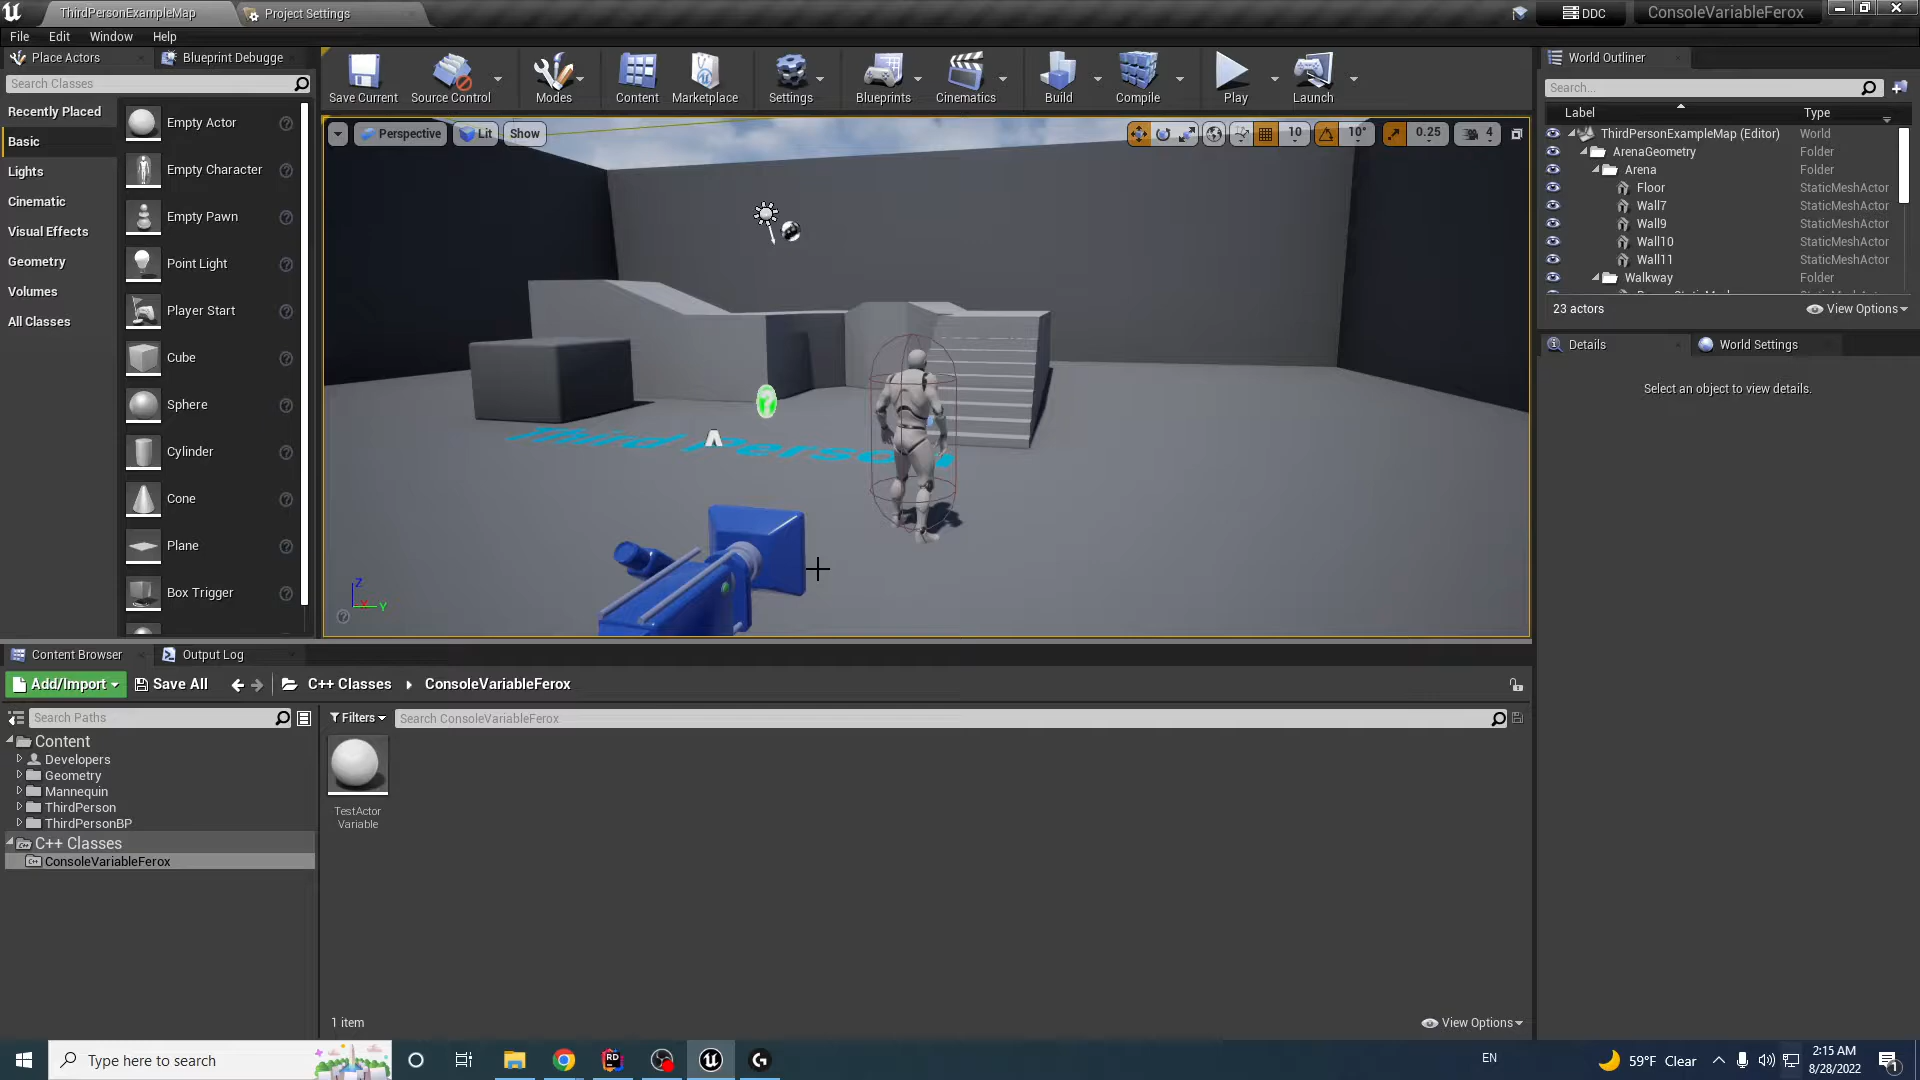 ThirdPersonExampleMap
Project Settings
DDC
ConsoleVariableFerox
File
Edit
Window
Help
Place Actors
Blueprint Debugge
Search Classes
Recently Placed
Basic
Lights
Cinematic
Visual Effects
Geometry
Volumes
All Classes
Empty Actor
Empty Character
Empty Pawn
Point Light
Player Start
Cube
Sphere
Cylinder
Cone
Plane
Box Trigger
Save Current
Source Control
Modes
Content
Marketplace
Settings
Blueprints
Cinematics
Build
Compile
Play
Launch
Perspective
Lit
Show
10
10°
0.25
4
Third Person
Z
Y
World Outliner
Search...
Label
Type
ThirdPersonExampleMap (Editor)
World
ArenaGeometry
Folder
Arena
Folder
Floor
StaticMeshActor
Wall7
StaticMeshActor
Wall9
StaticMeshActor
Wall10
StaticMeshActor
Wall11
StaticMeshActor
Walkway
Folder
23 actors
View Options
Details
World Settings
Select an object to view details.
Content Browser
Output Log
Add/Import
Save All
C++ Classes
ConsoleVariableFerox
Search Paths
Filters
Search ConsoleVariableFerox
Content
Developers
Geometry
Mannequin
ThirdPerson
ThirdPersonBP
C++ Classes
ConsoleVariableFerox
TestActor
Variable
1 item
View Options
Type here to search
RD
EN
59°F Clear
2:15 AM
8/28/2022
1